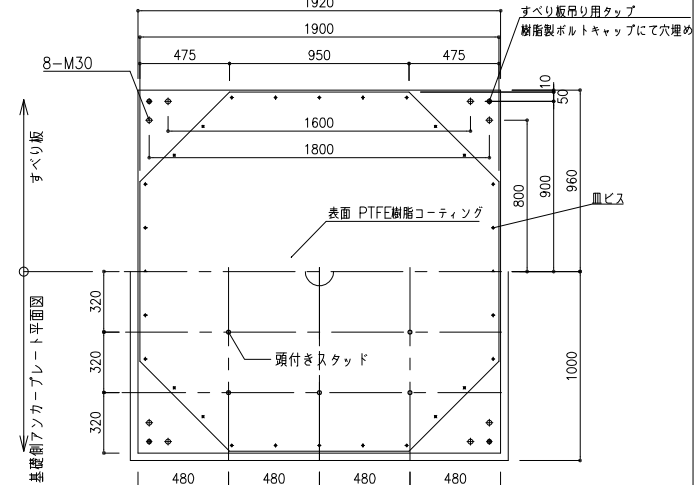 1920
すべり板吊り用タップ
樹脂製ボルトキャップにて穴埋め
1900
475
950
475
8-M30
10
50
1600
1800
すべり板
800
900
960
皿ビス
表面 PTFE樹脂コーティング
320
320
320
頭付きスタッド
1000
基礎側アンカープレート平面図
480
480
480
480